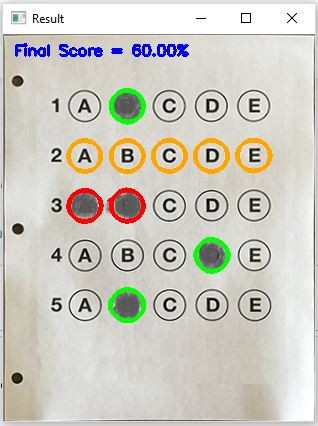 Result
Final Score = 60.00%
1 A C D E
2 A B C D E
3 C D E
4 A B C E
5 A C D E